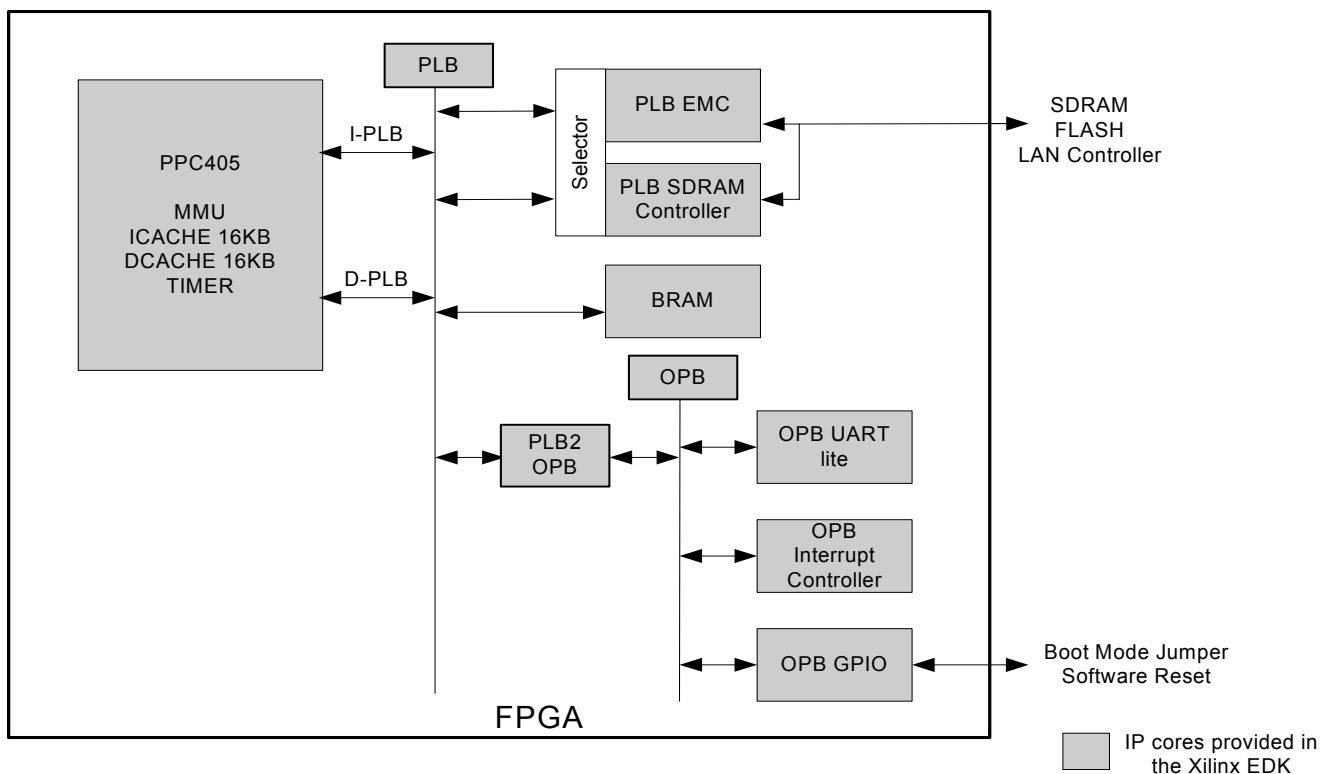 PLB
I-PLB
PPC405
MMU
ICACHE 16KB
DCACHE 16KB
TIMER
D-PLB
Selector
PLB EMC
PLB SDRAM
Controller
SDRAM
FLASH
LAN Controller
BRAM
OPB
PLB2
OPB
OPB UART
lite
OPB
Interrupt
Controller
OPB GPIO
Boot Mode Jumper
Software Reset
FPGA
IP cores provided in
the Xilinx EDK